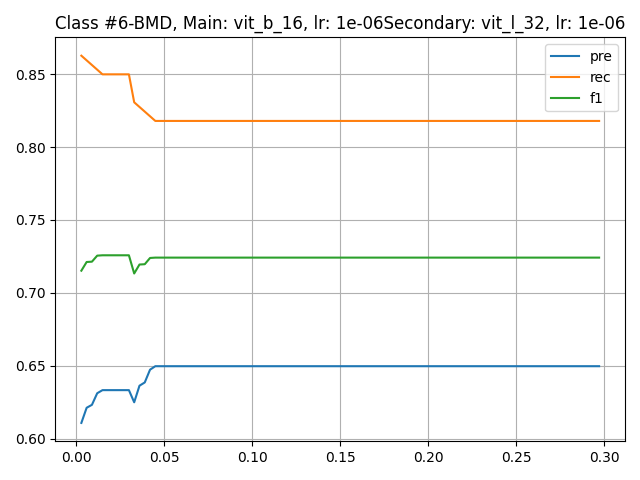 Class #6-BMD, Main: vit_b_16, lr: 1e-06Secondary: vit_l_32, lr: 1e-06
pre
rec
f1
0.85
0.80
0.75
0.70
0.65
0.60
0.00 0.05 0.10 0.15 0.20 0.25 0.30